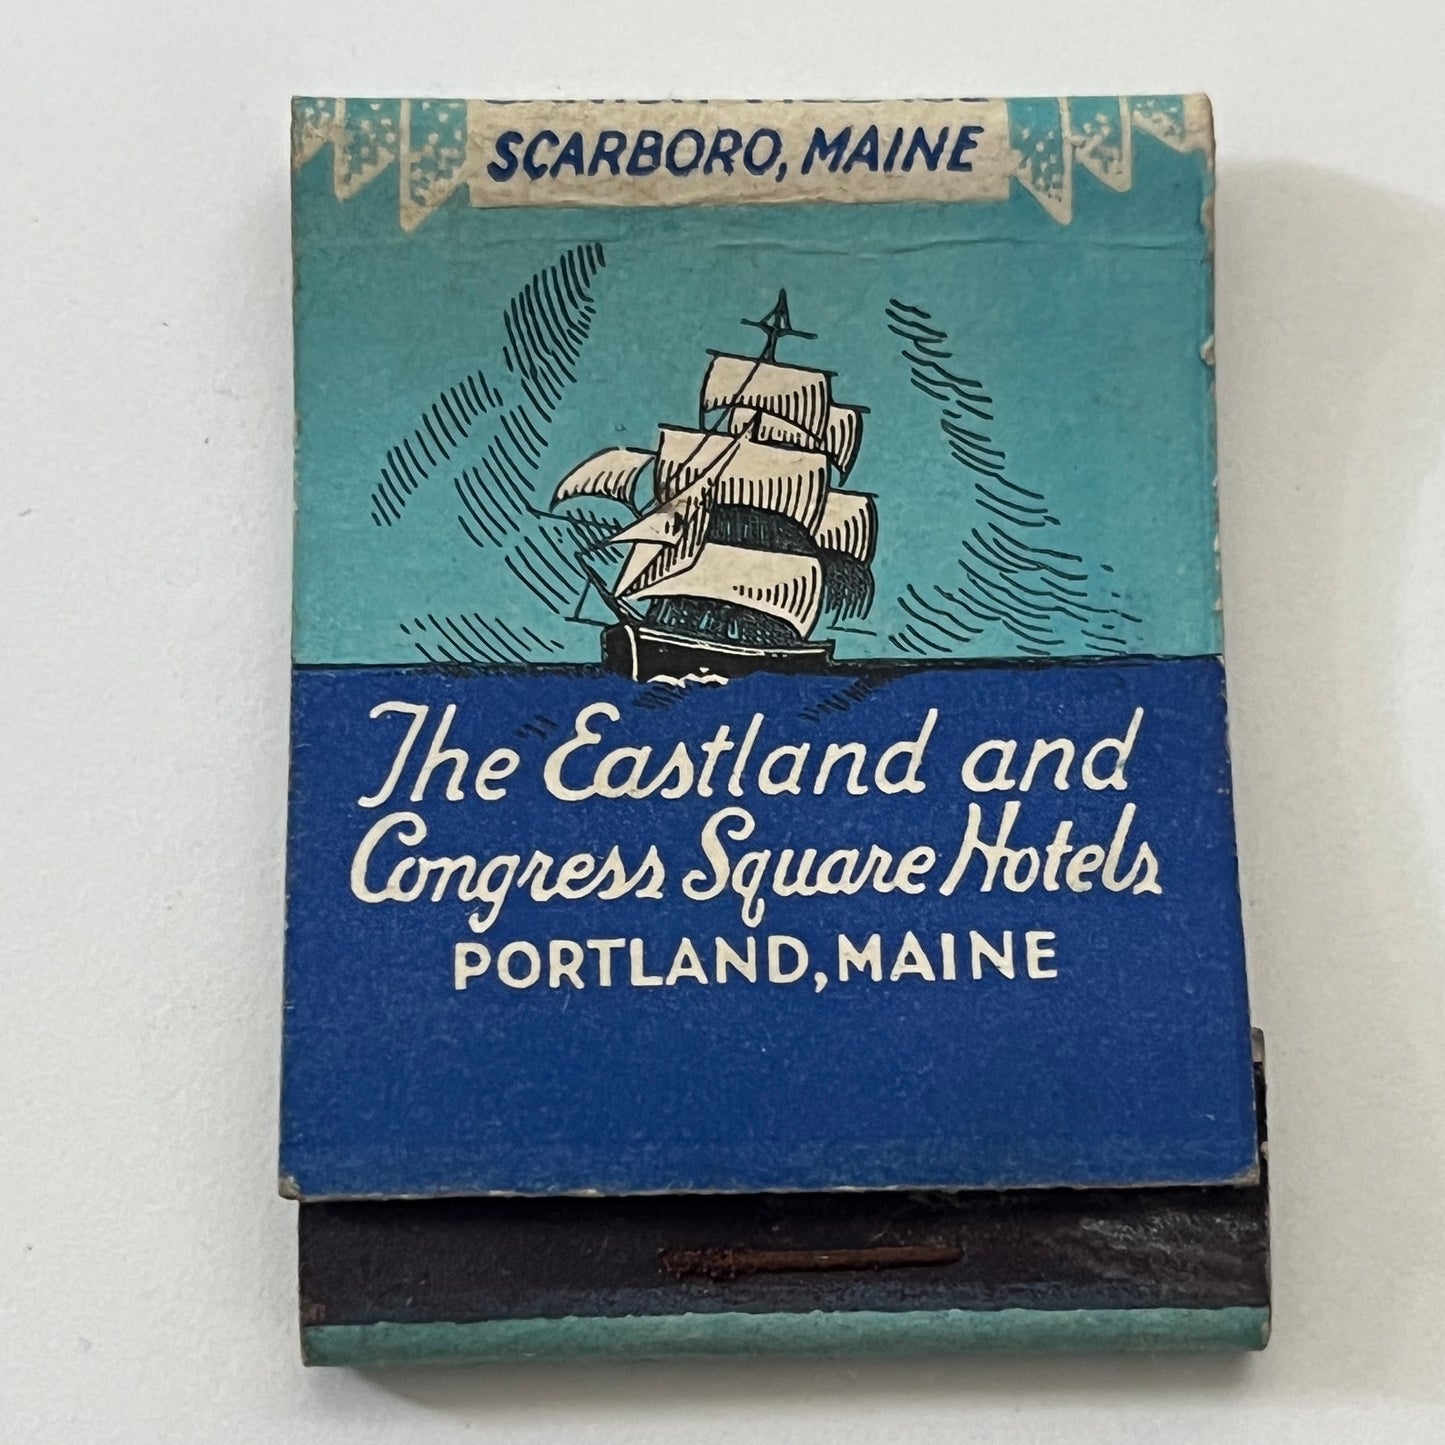 SCARBORO, MAINE
The Eastland and
Congress Square Hotels
PORTLAND, MAINE